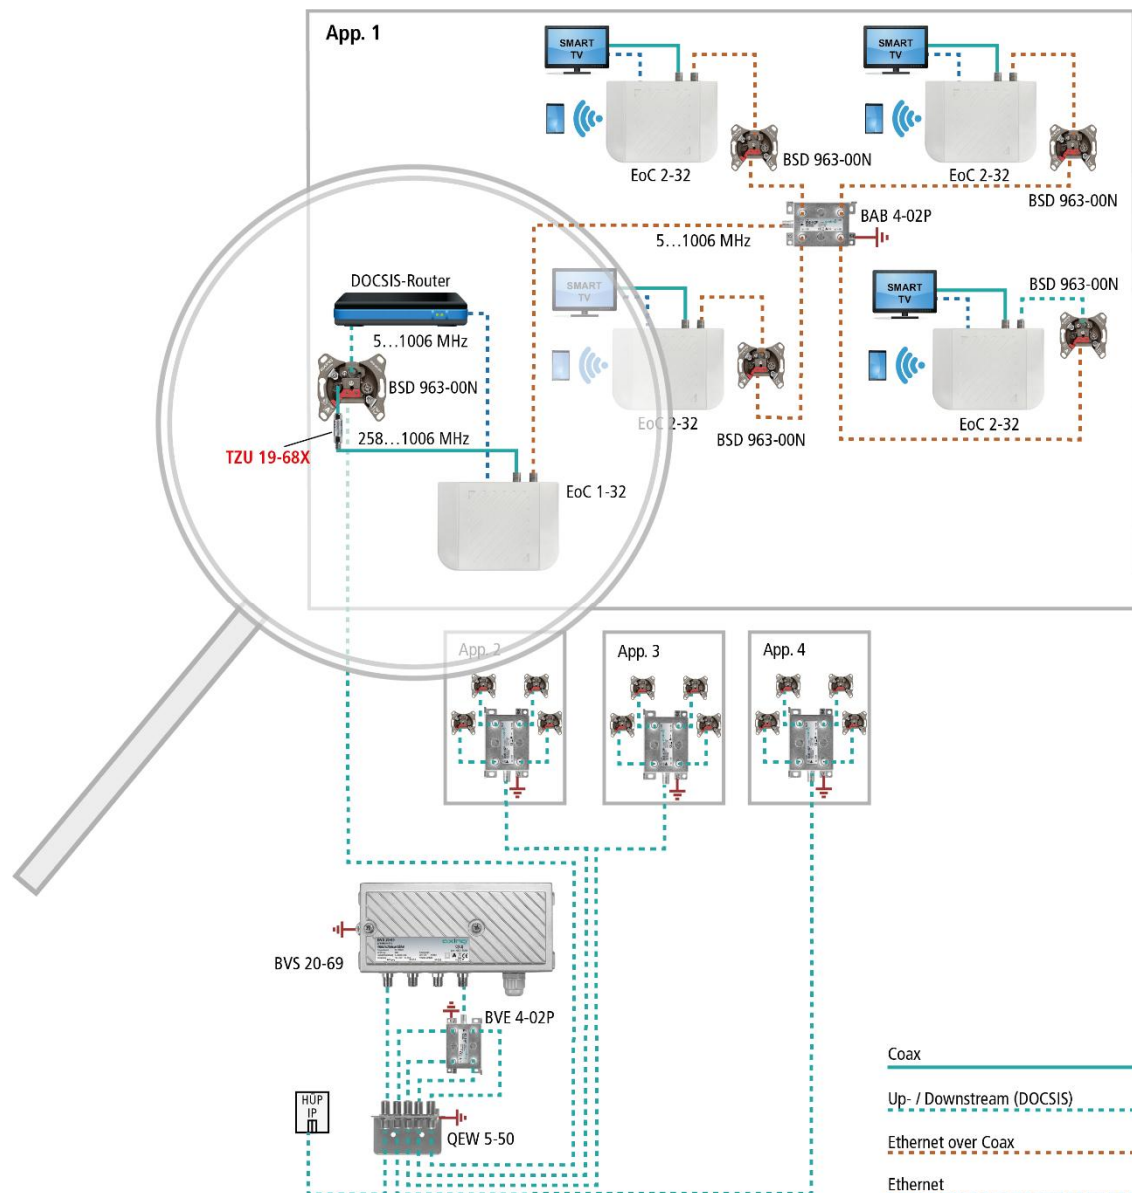 App. 1
SMART
TV
SMART
TV
BSD 963-00N
EoC 2-32
EoC 2-32
BSD 963-00N
BAB 4-02P
5...1006 MHz
DOCSIS-Router
SMART
TV
SMART
TV
BSD 963-00N
5...1006 MHz
BSD 963-00N
EoC 2-32
EoC 2-32
BSD 963-00N
258...1006 MHz
TZU 19-68X
EoC 1-32
App. 2
App. 3
App. 4
axing
BVS 20-69
BVE 4-02P
HÜP
IP
QEW 5-50
Coax
Up- / Downstream (DOCSIS)
Ethernet over Coax
Ethernet